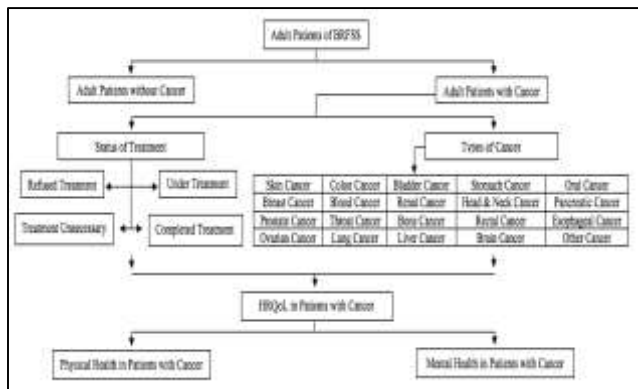 Adult Patients of BRFSS
Adult Patients without Cancer
Adult Patients with Cancer
Status of Treatment
Types of Cancer
Refused Treatment
Under Treatment
Treatment Unnecessary
Completed Treatment
Skin Cancer Colon Cancer Bladder Cancer Stomach Cancer Oral Cancer
Breast Cancer Blood Cancer Renal Cancer Head & Neck Cancer Pancreatic Cancer
Prostate Cancer Throat Cancer Bone Cancer Rectal Cancer Esophageal Cancer
Ovarian Cancer Lung Cancer Liver Cancer Brain Cancer Other Cancer
HRQoL in Patients with Cancer
Physical Health in Patients with Cancer
Mental Health in Patients with Cancer